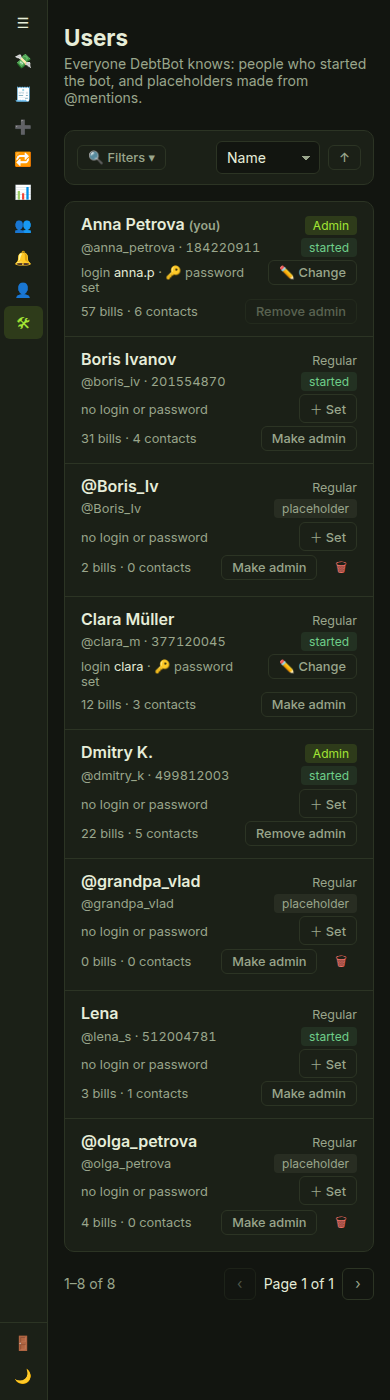 Users
Everyone DebtBot knows: people who started
the bot, and placeholders made from
@mentions.
🔍 Filters ▾ Name ↑
Anna Petrova (you) Admin
@anna_petrova · 184220911 started
login anna.p · 🔑 password set ✏️ Change
57 bills · 6 contacts Remove admin
Boris Ivanov Regular
@boris_iv · 201554870 started
no login or password + Set
31 bills · 4 contacts Make admin
@Boris_Iv Regular
@Boris_Iv placeholder
no login or password + Set
2 bills · 0 contacts Make admin
Clara Müller Regular
@clara_m · 377120045 started
login clara · 🔑 password set ✏️ Change
12 bills · 3 contacts Make admin
Dmitry K. Admin
@dmitry_k · 499812003 started
no login or password + Set
22 bills · 5 contacts Remove admin
@grandpa_vlad Regular
@grandpa_vlad placeholder
no login or password + Set
0 bills · 0 contacts Make admin
Lena Regular
@lena_s · 512004781 started
no login or password + Set
3 bills · 1 contacts Make admin
@olga_petrova Regular
@olga_petrova placeholder
no login or password + Set
4 bills · 0 contacts Make admin
1–8 of 8 ‹ Page 1 of 1 ›